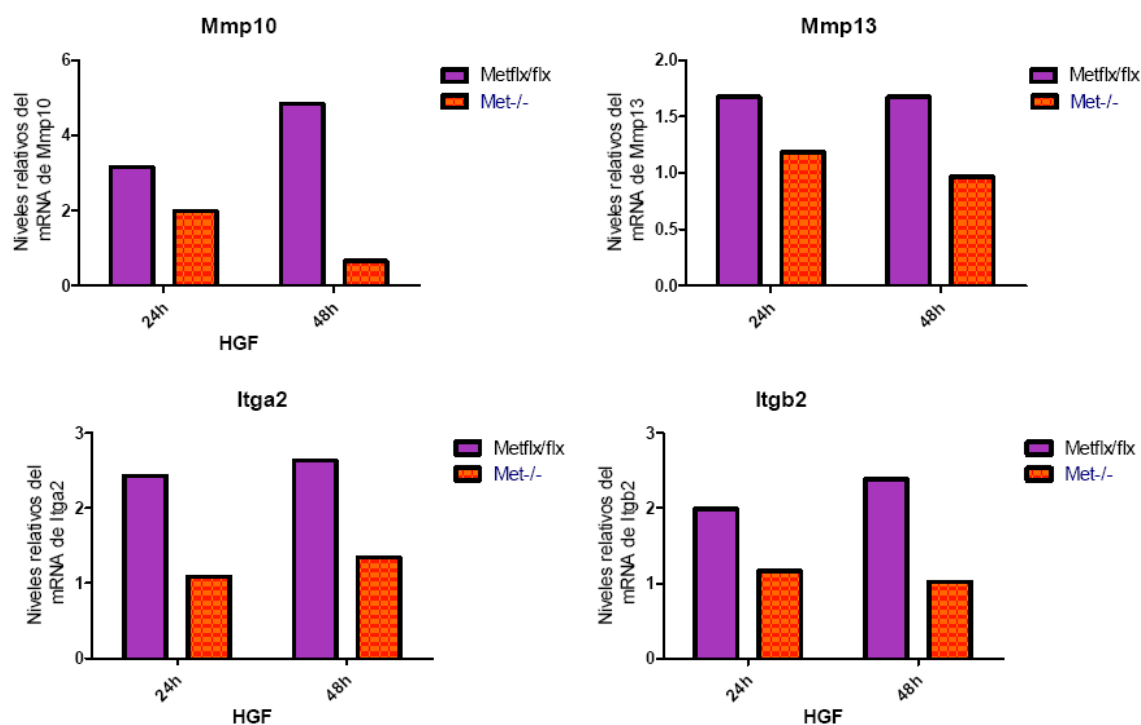 Mmp10
Niveles relativos del
mRNA de Mmp10
6
4
2
0
24h
48h
HGF
Metflx/flx
Met-/-
Mmp13
Niveles relativos del
mRNA de Mmp13
2.0
1.5
1.0
0.5
0.0
24h
48h
HGF
Metflx/flx
Met-/-
Itga2
Niveles relativos del
mRNA de Itga2
3
2
1
0
24h
48h
HGF
Metflx/flx
Met-/-
Itgb2
Niveles relativos del
mRNA de Itgb2
3
2
1
0
24h
48h
HGF
Metflx/flx
Met-/-